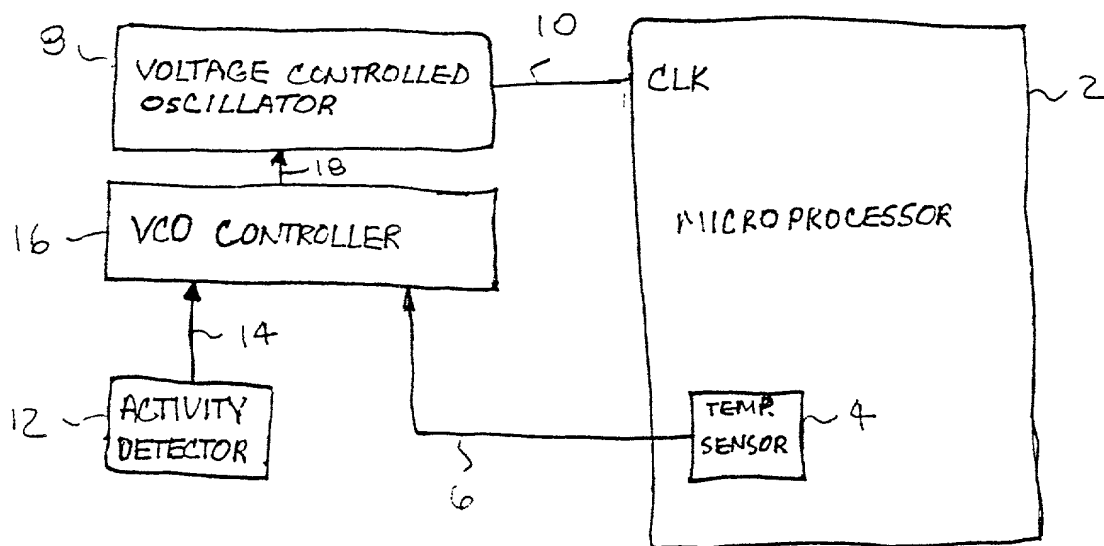 8
VOLTAGE CONTROLLED
OSCILLATOR
10
CLK
2
18
16
VCO CONTROLLER
MICROPROCESSOR
14
12
ACTIVITY
DETECTOR
TEMP.
SENSOR
4
6